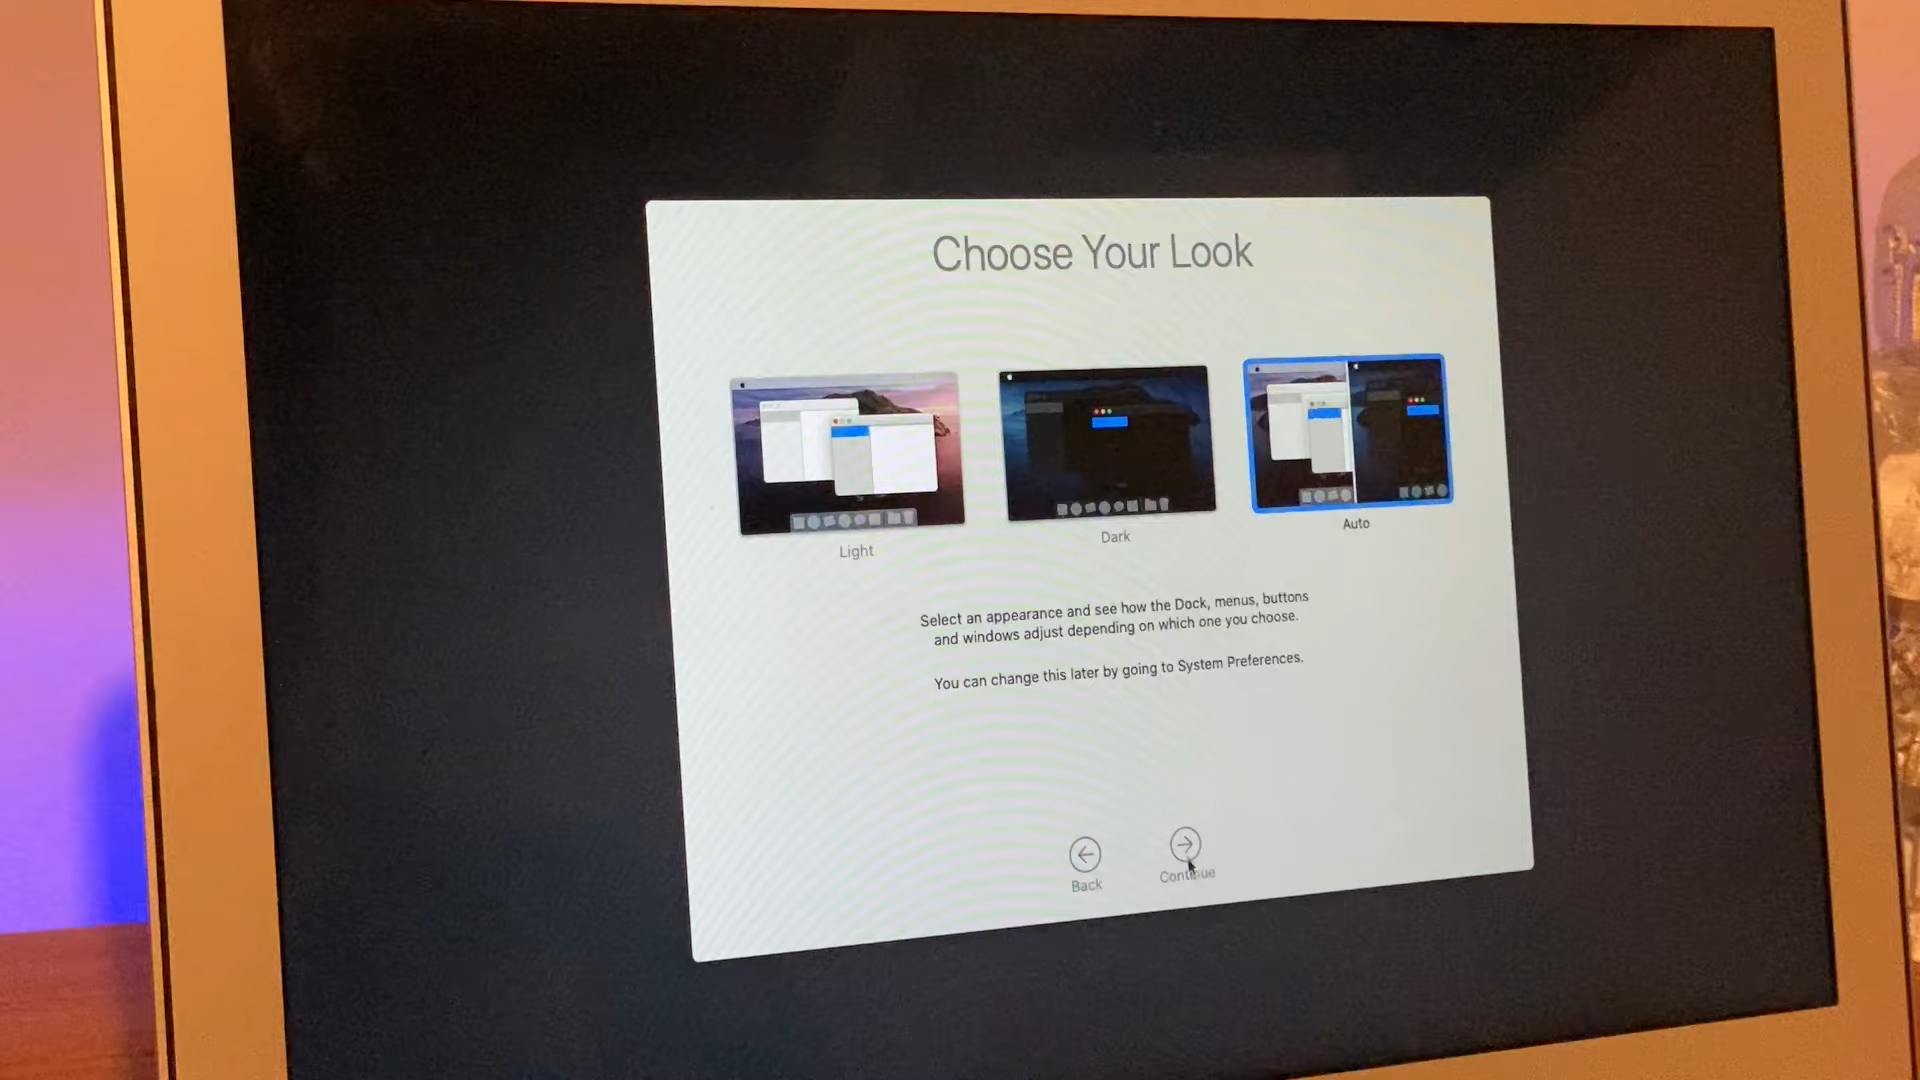 Choose Your Look
Light
Dark
Auto
Select an appearance and see how the Dock, menus, buttons
and windows adjust depending on which one you choose.
You can change this later by going to System Preferences.
Back
Continue